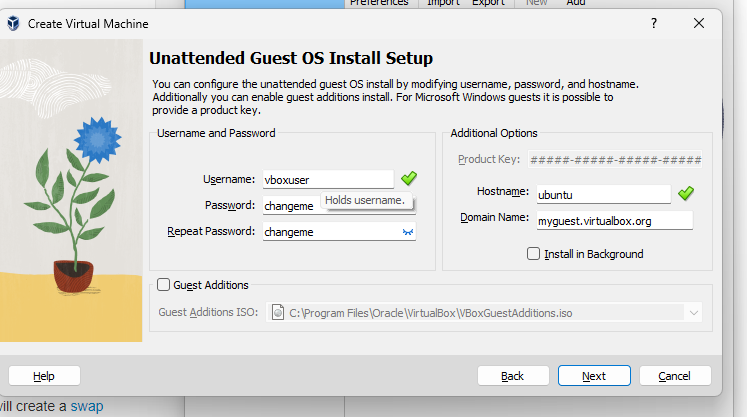 Preferences Import Export New Add
Create Virtual Machine
?
Unattended Guest OS Install Setup
You can configure the unattended guest OS install by modifying username, password, and hostname.
Additionally you can enable guest additions install. For Microsoft Windows guests it is possible to
provide a product key.
Username and Password
Username: vboxuser
Password: changeme
Holds username.
Repeat Password: changeme
Additional Options
Product Key: #####-#####-#####-#####-#####
Hostname: ubuntu
Domain Name: myguest.virtualbox.org
Install in Background
Guest Additions
Guest Additions ISO: C:\Program Files\Oracle\VirtualBox\VBoxGuestAdditions.iso
Help Back Next Cancel
will create a swap